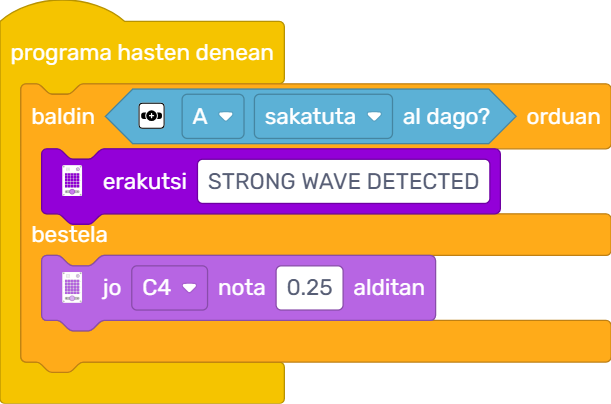 programa hasten denean
baldin A sakatuta al dago? orduan
erakutsi STRONG WAVE DETECTED
bestela
jo C4 nota 0.25 alditan